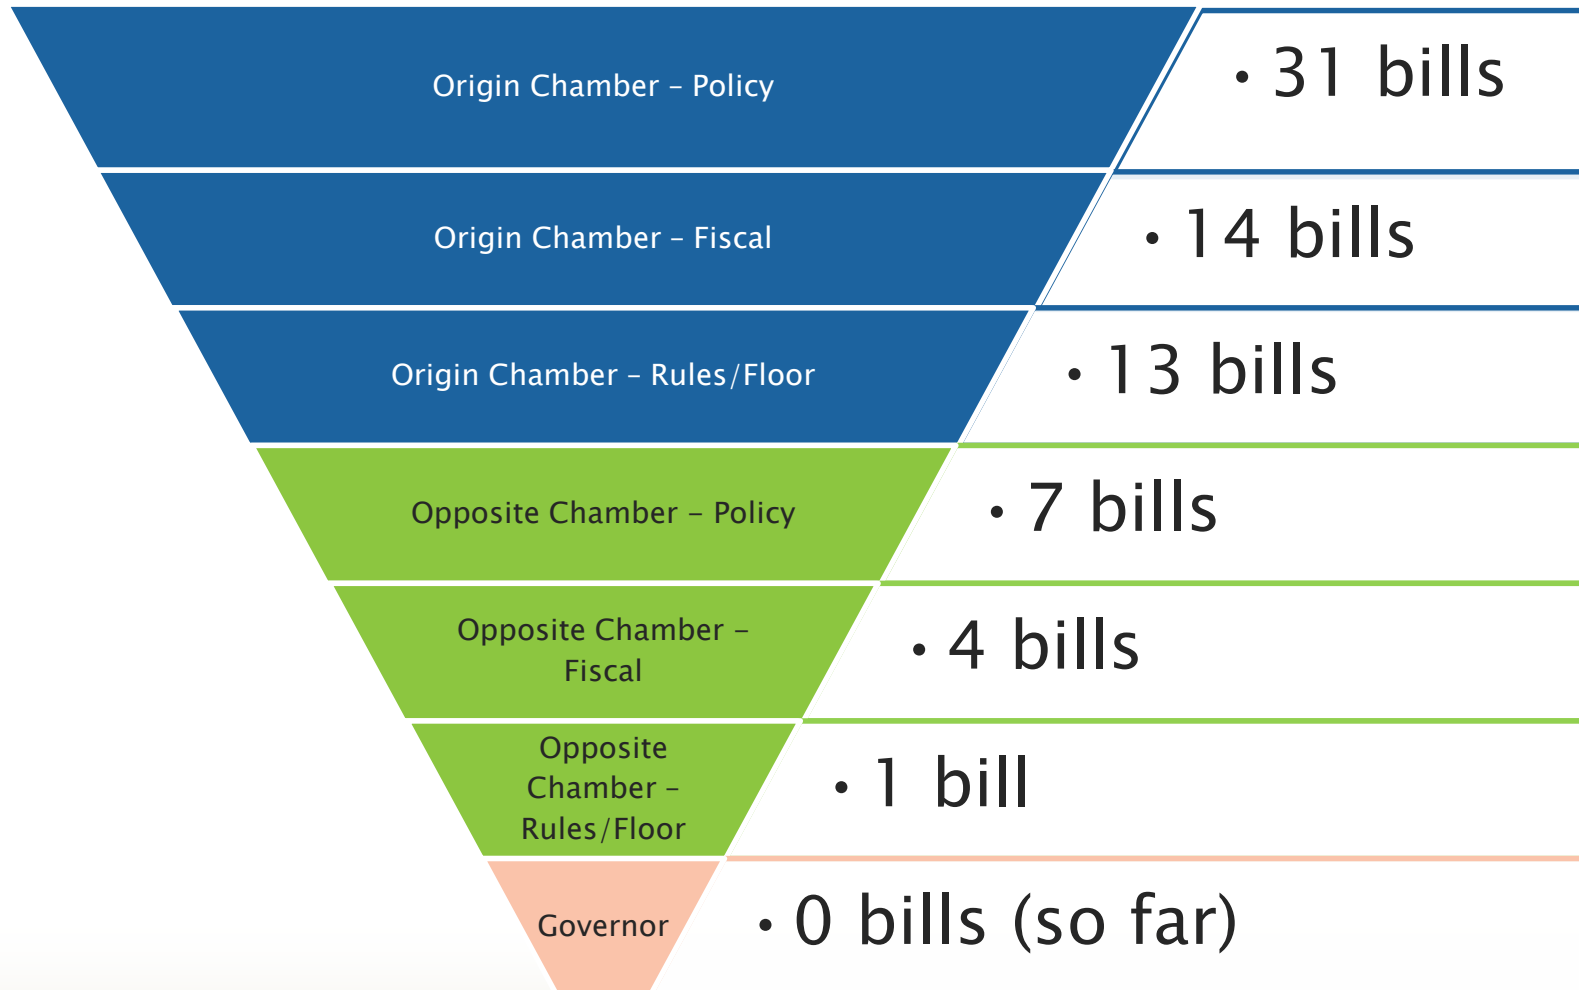 Origin Chamber – Policy
• 31 bills
Origin Chamber – Fiscal
• 14 bills
Origin Chamber – Rules/Floor
• 13 bills
Opposite Chamber – Policy
• 7 bills
Opposite Chamber –
Fiscal
• 4 bills
Opposite
Chamber –
Rules/Floor
• 1 bill
Governor
• 0 bills (so far)